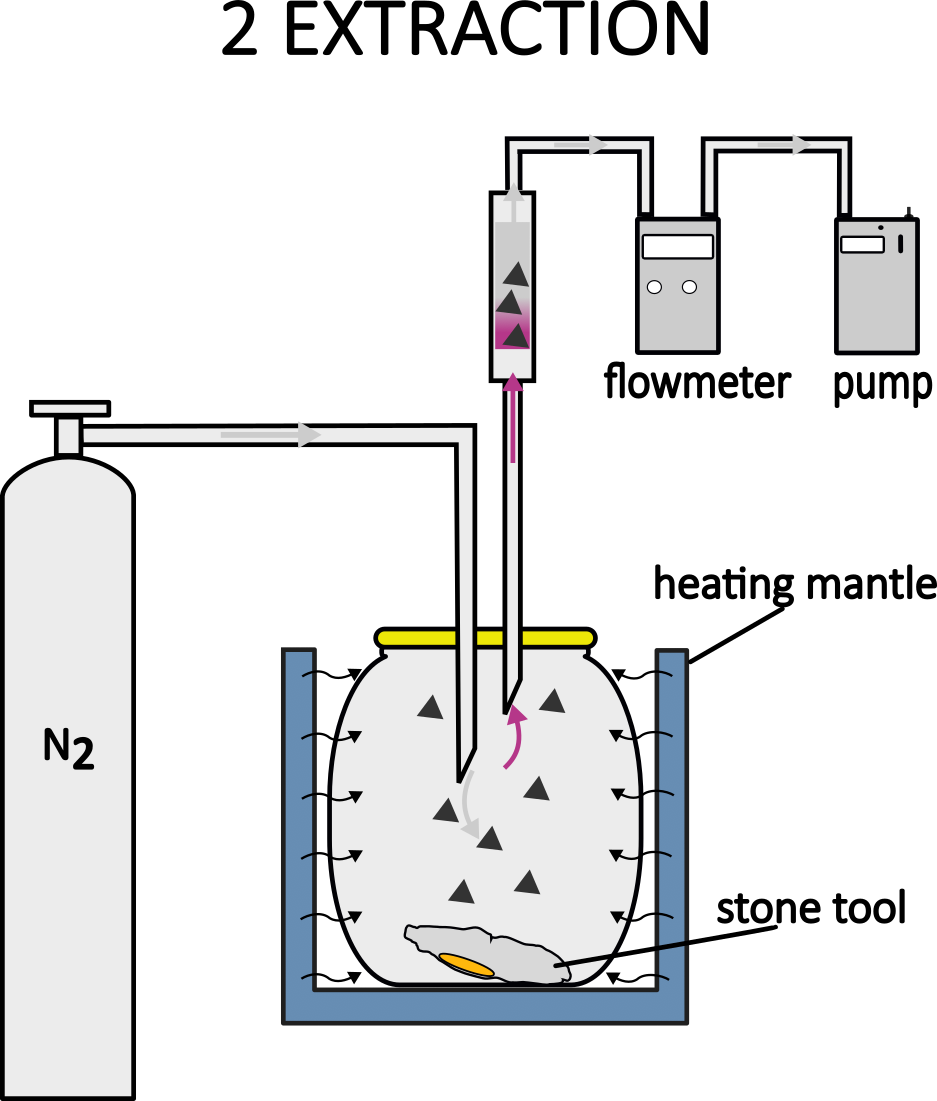 2 EXTRACTION
flowmeter
pump
heating mantle
N2
stone tool